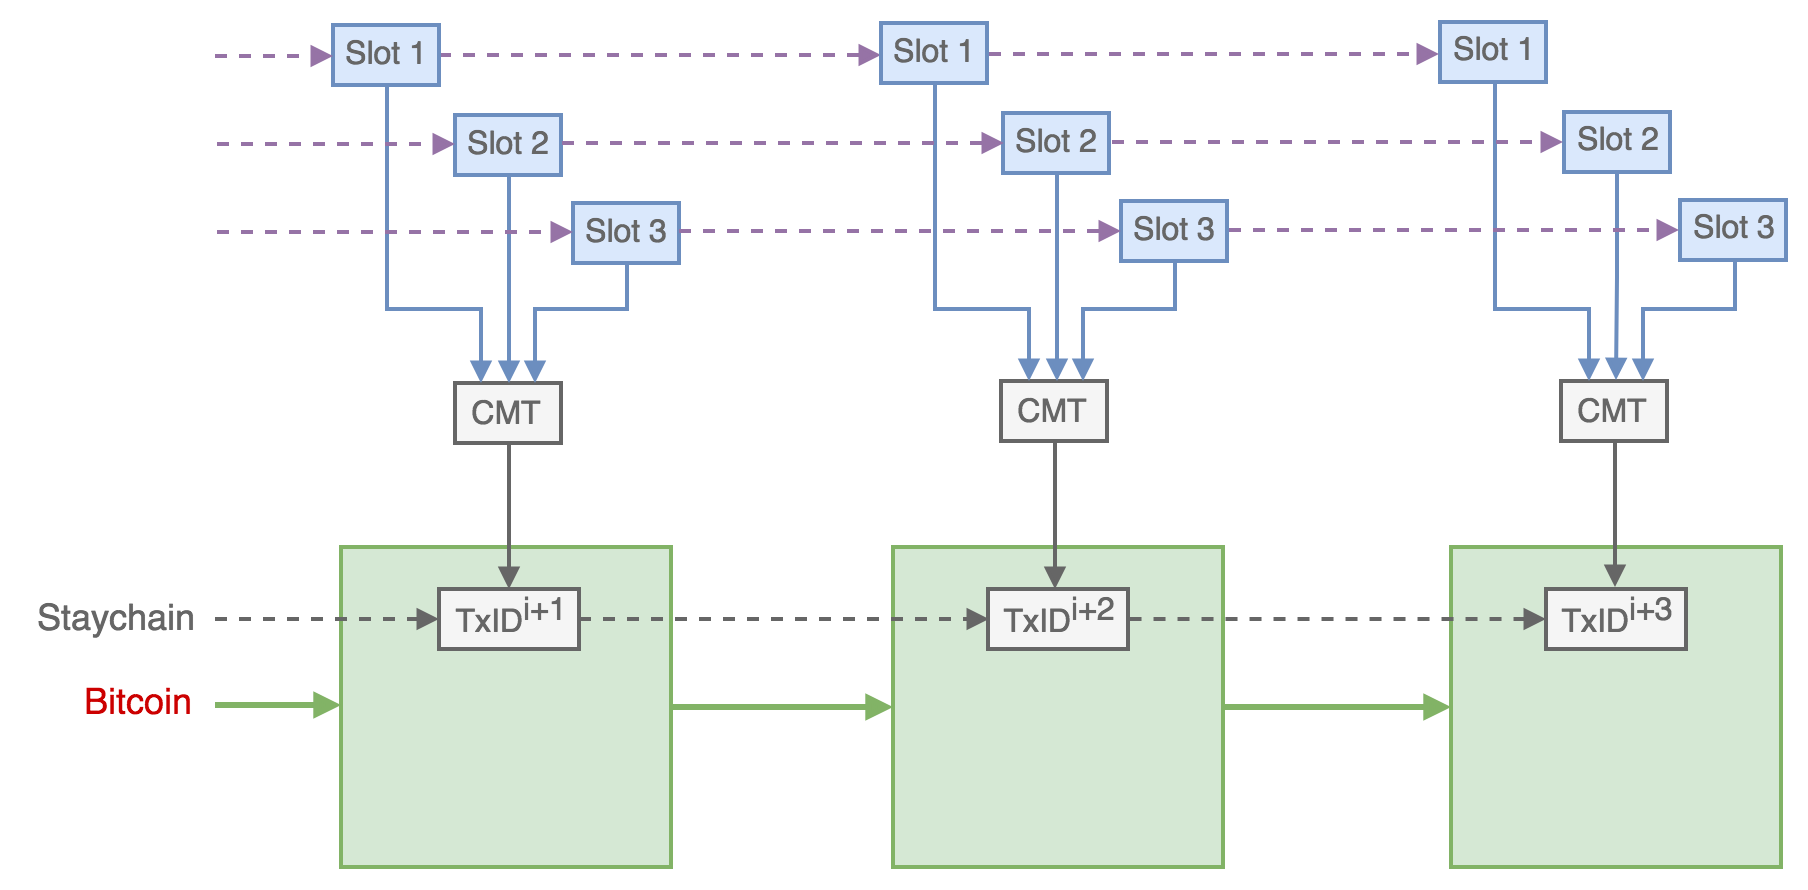 Slot 1
Slot 1
Slot 1
Slot 2
Slot 2
Slot 2
Slot 3
Slot 3
Slot 3
CMT
CMT
CMT
Staychain
TxID^i+1
TxID^i+2
TxID^i+3
Bitcoin